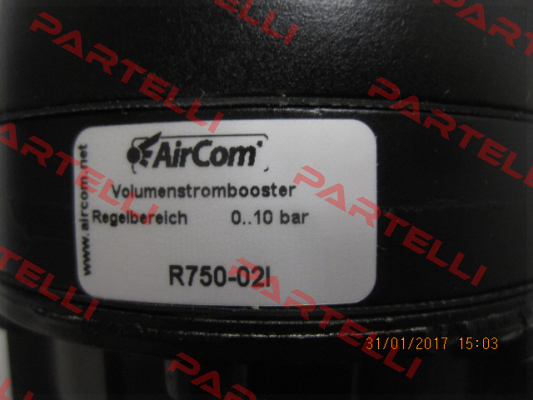 PARTELLI
AirCom
Volumenstrombooster
Regelbereich 0..10 bar
R750-02I
www.aircom.net
31/01/2017 15:03